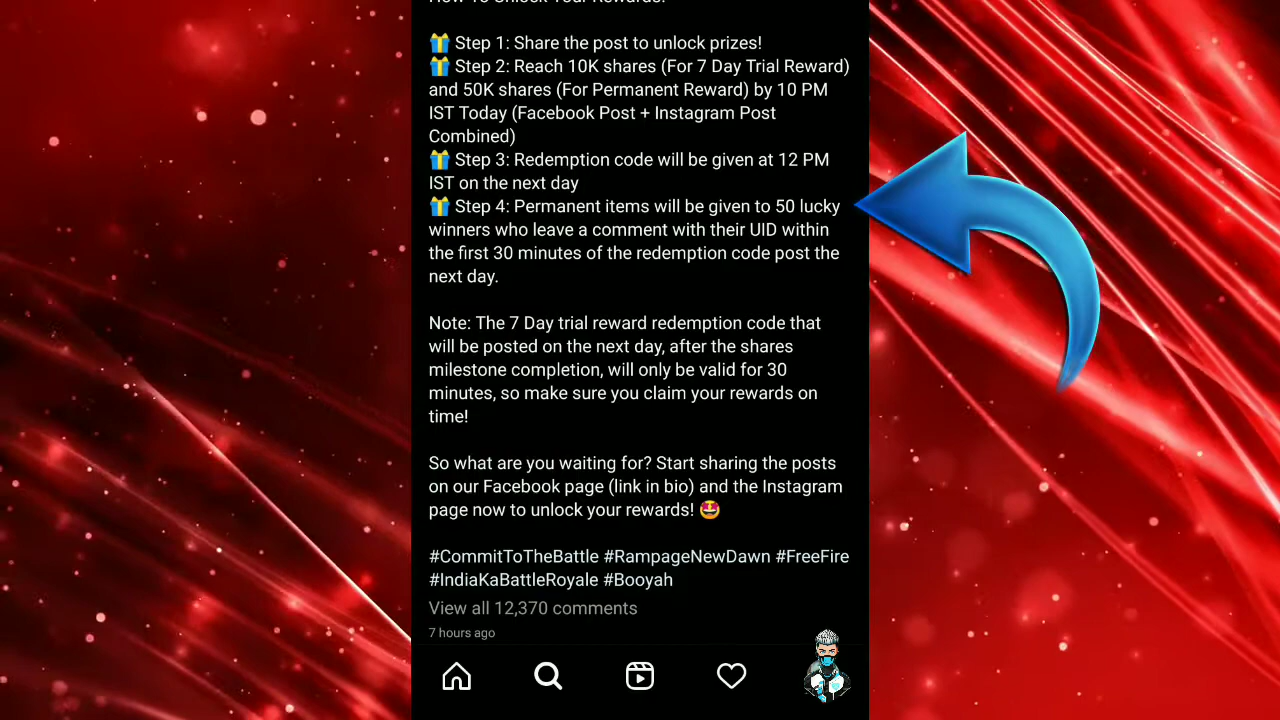 How To Unlock Your Rewards!
🎁 Step 1: Share the post to unlock prizes!
🎁 Step 2: Reach 10K shares (For 7 Day Trial Reward)
and 50K shares (For Permanent Reward) by 10 PM
IST Today (Facebook Post + Instagram Post
Combined)
🎁 Step 3: Redemption code will be given at 12 PM
IST on the next day
🎁 Step 4: Permanent items will be given to 50 lucky
winners who leave a comment with their UID within
the first 30 minutes of the redemption code post the
next day.
Note: The 7 Day trial reward redemption code that
will be posted on the next day, after the shares
milestone completion, will only be valid for 30
minutes, so make sure you claim your rewards on
time!
So what are you waiting for? Start sharing the posts
on our Facebook page (link in bio) and the Instagram
page now to unlock your rewards! 🤩
#CommitToTheBattle #RampageNewDawn #FreeFire
#IndiaKaBattleRoyale #Booyah
View all 12,370 comments
7 hours ago